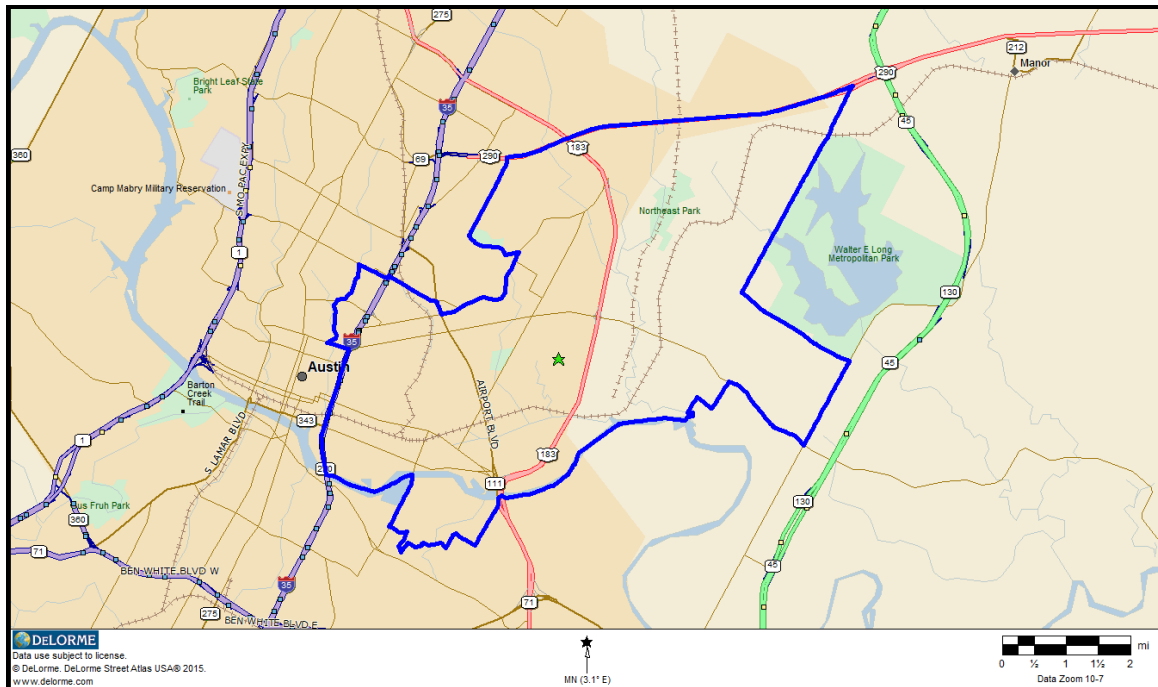 275
290
212
Manor
Bright Leaf State
Park
35
45
360
69
290
183
Camp Mabry Military Reservation
S MO PAC EXPY
Northeast Park
1
Walter E Long
Metropolitan Park
130
35
45
Austin
Barton
Creek
Trail
AIRPORT BLVD
343
S LAMAR BLVD
1
183
290
111
Gus Fruh Park
130
360
71
BEN WHITE BLVD W
45
35
71
275
BEN WHITE BLVD E
DELORME
Data use subject to license.
© DeLorme. DeLorme Street Atlas USA® 2015.
www.delorme.com
MN (3.1° E)
mi
0 ½ 1 1½ 2
Data Zoom 10-7